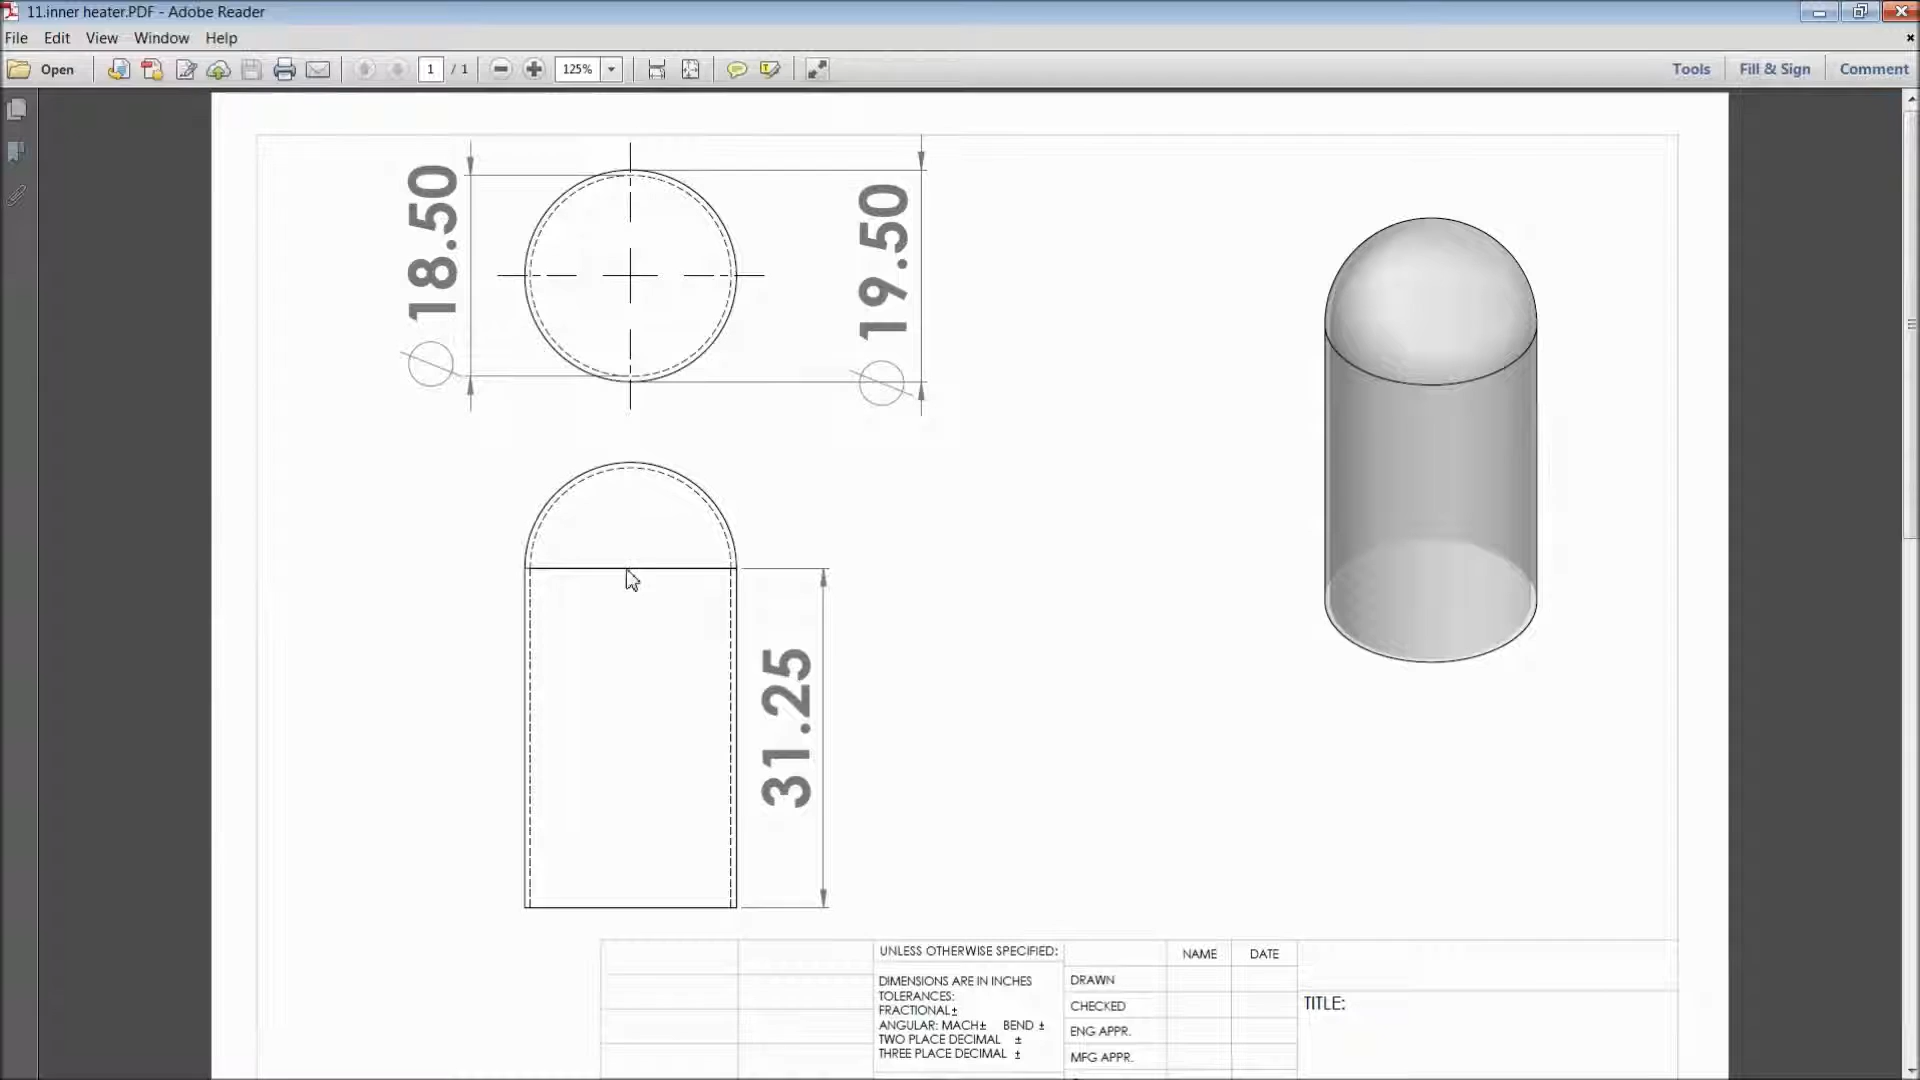 11.inner heater.PDF - Adobe Reader
File Edit View Window Help
Open 1 / 1 125% Tools Fill & Sign Comment
18.50
19.50
31.25
UNLESS OTHERWISE SPECIFIED:
DIMENSIONS ARE IN INCHES
TOLERANCES:
FRACTIONAL±
ANGULAR: MACH± BEND ±
TWO PLACE DECIMAL ±
THREE PLACE DECIMAL ±
NAME DATE
DRAWN
CHECKED
ENG APPR.
MFG APPR.
TITLE: